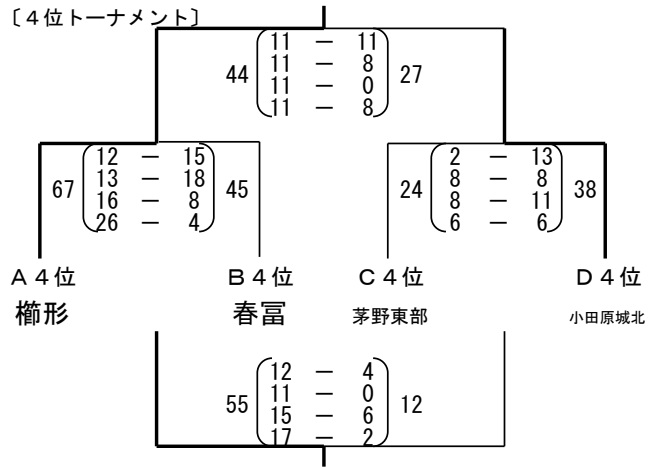 〔４位トーナメント〕
11 － 11
11 － 8
44 27
11 － 0
11 － 8
12 － 15 2 － 13
13 － 18 8 － 8
67 45 24 38
16 － 8 8 － 11
26 － 4 6 － 6
Ａ４位 Ｂ４位 Ｃ４位 Ｄ４位
櫛形 春冨 茅野東部 小田原城北
12 － 4
11 － 0
55 12
15 － 6
17 － 2